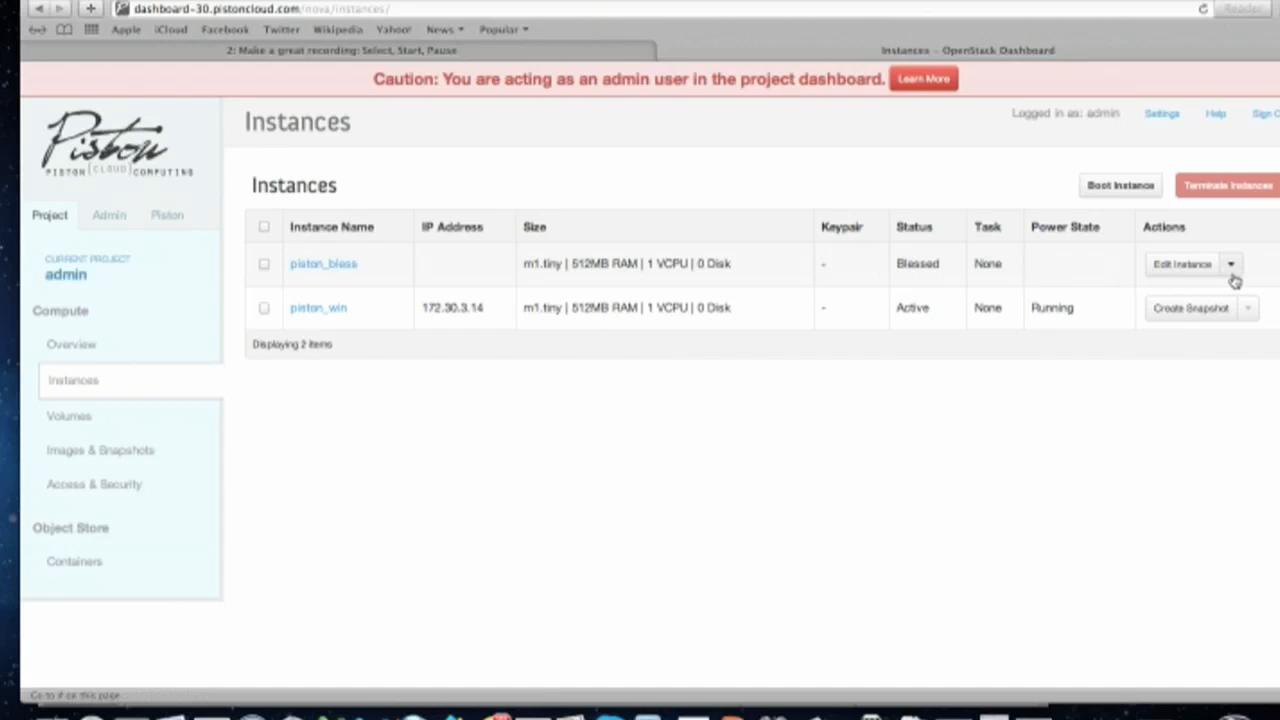 dashboard-30.pistoncloud.com/nova/instances/
Reader
Apple iCloud Facebook Twitter Wikipedia Yahoo! News Popular
2: Make a great recording: Select, Start, Pause
Instances - OpenStack Dashboard
Caution: You are acting as an admin user in the project dashboard. Learn More
Piston
PISTON [CLOUD] COMPUTING
Instances
Logged in as: admin Settings Help Sign O
Project Admin Piston
Instances
Boot Instance Terminate Instances
Instance Name IP Address Size Keypair Status Task Power State Actions
piston_bless m1.tiny | 512MB RAM | 1 VCPU | 0 Disk - Blessed None Edit Instance
piston_win 172.30.3.14 m1.tiny | 512MB RAM | 1 VCPU | 0 Disk - Active None Running Create Snapshot
Displaying 2 items
CURRENT PROJECT
admin
Compute
Overview
Instances
Volumes
Images & Snapshots
Access & Security
Object Store
Containers
Go to # on this page